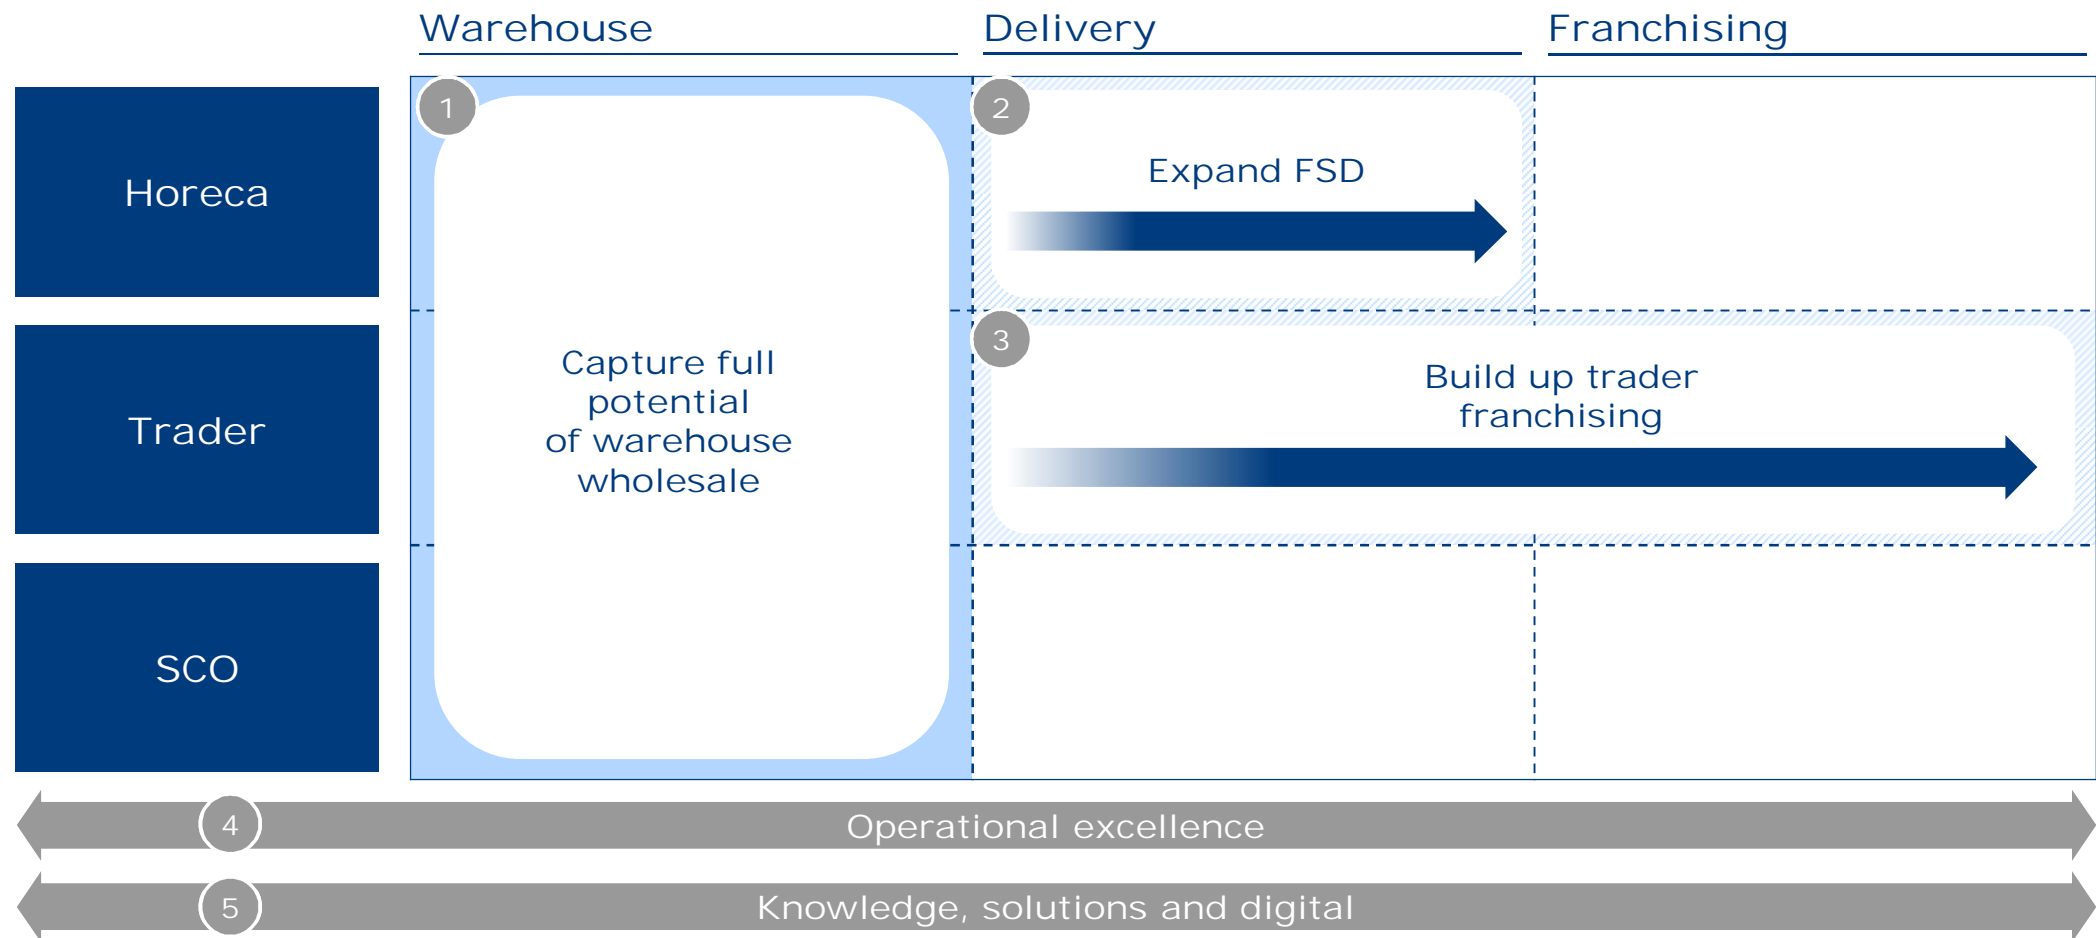 Warehouse
Delivery
Franchising
1
2
Horeca
Expand FSD
3
Trader
Capture full
potential
of warehouse
wholesale
Build up trader
franchising
SCO
4
Operational excellence
5
Knowledge, solutions and digital